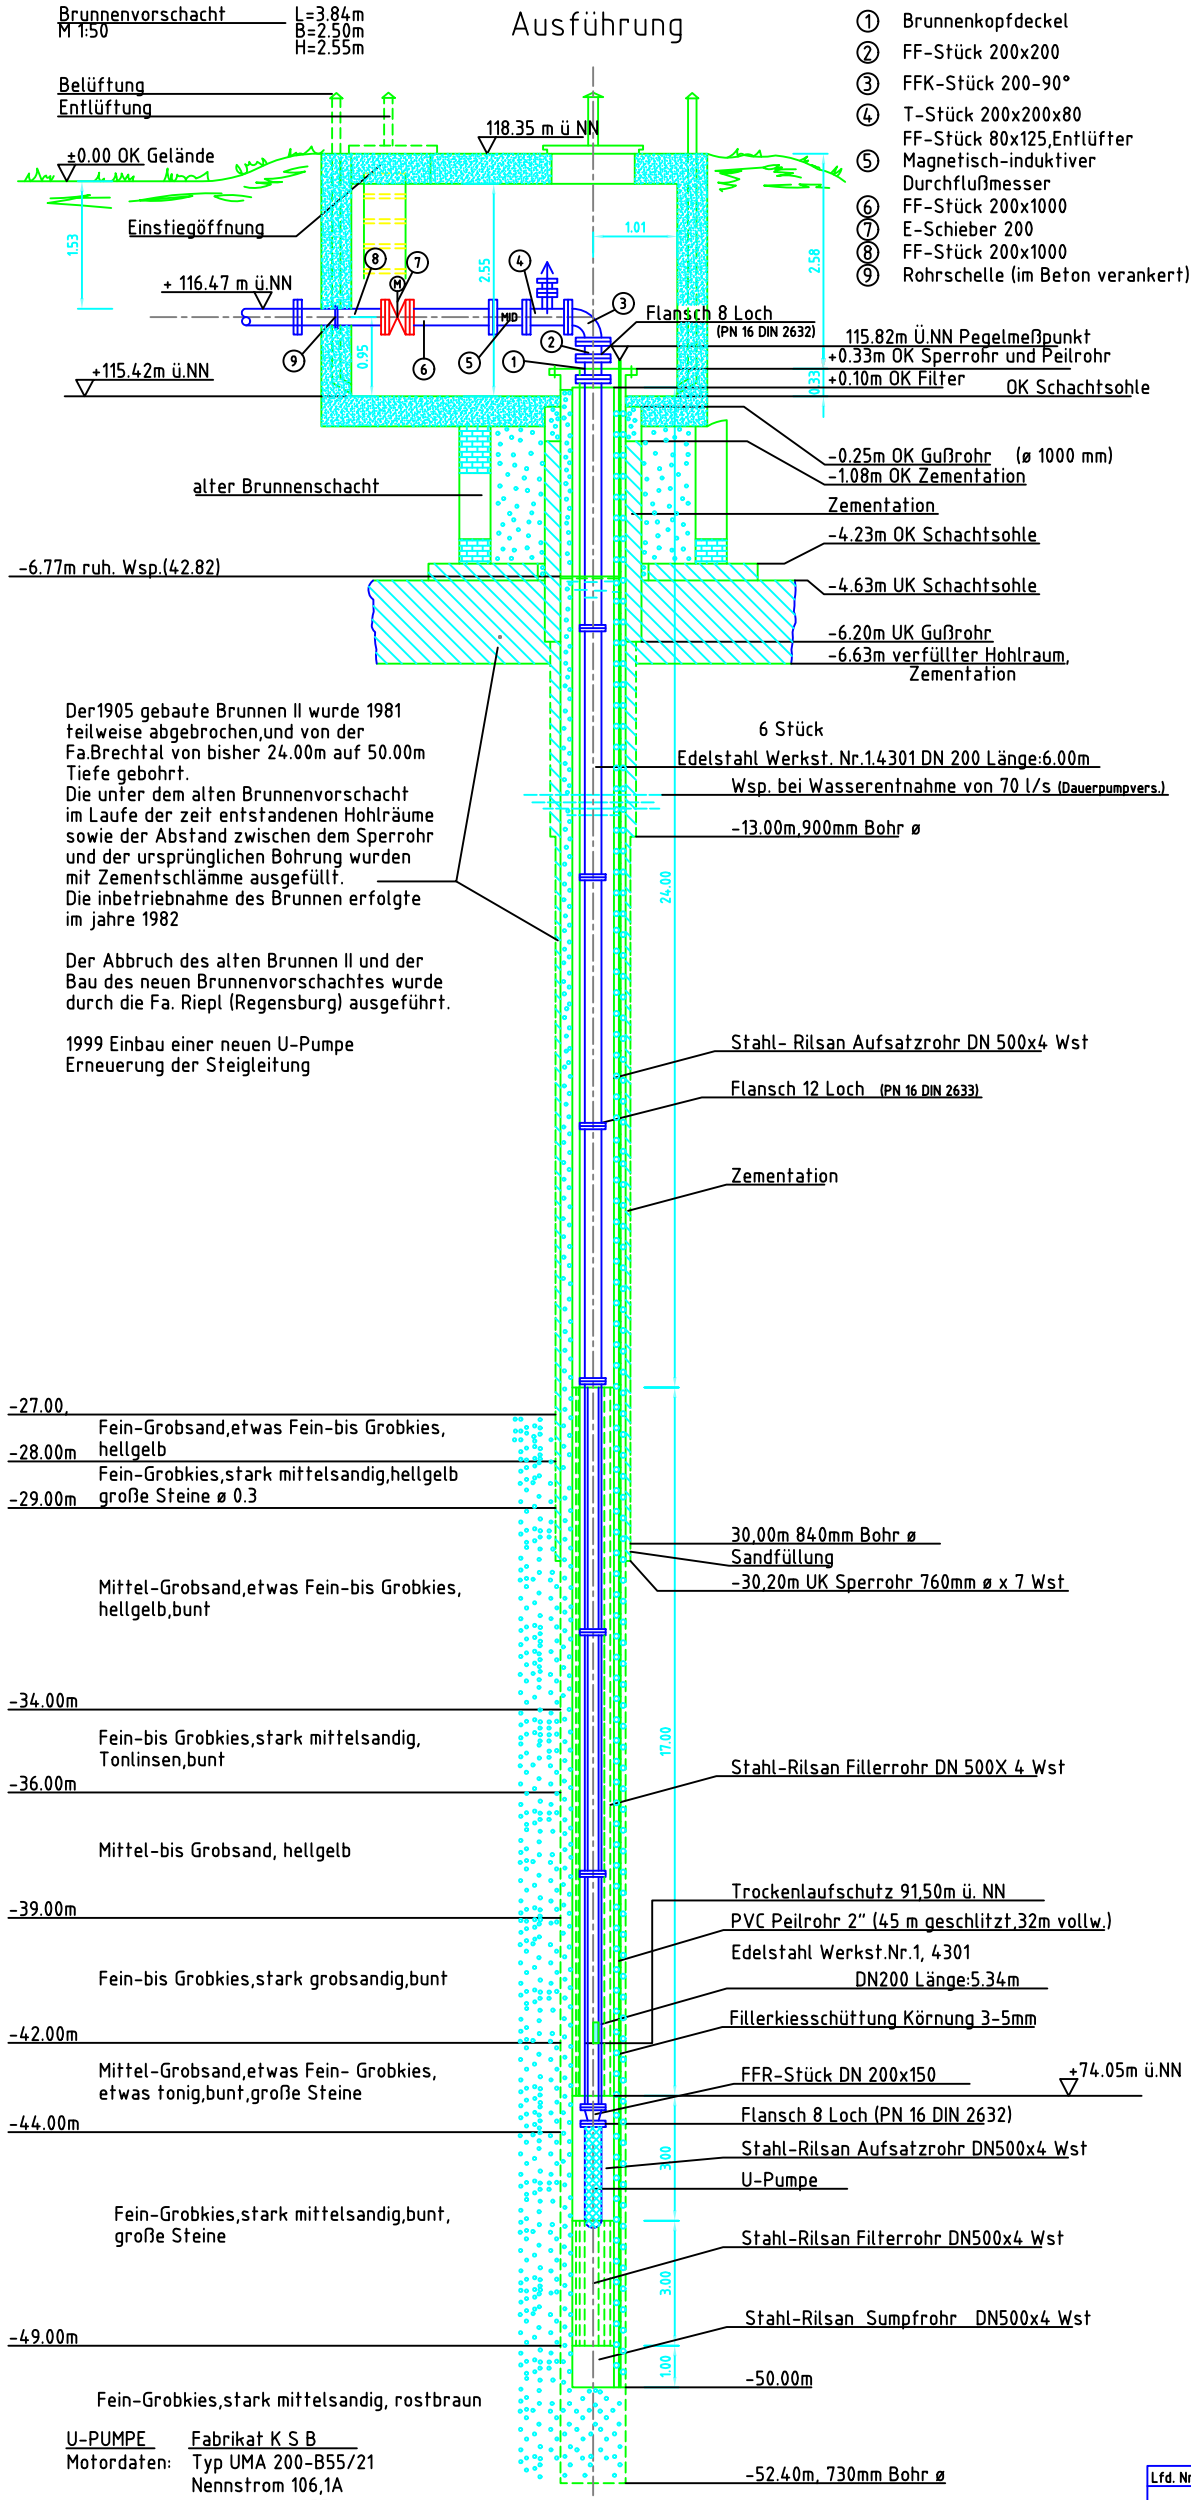 Brunnenvorschacht
M 1:50
L=3.84m
B=2.50m
H=2.55m
Ausführung
1 Brunnenkopfdeckel
2 FF-Stück 200x200
3 FFK-Stück 200-90°
4 T-Stück 200x200x80
FF-Stück 80x125,Entlüfter
5 Magnetisch-induktiver
Durchflußmesser
6 FF-Stück 200x1000
7 E-Schieber 200
8 FF-Stück 200x1000
9 Rohrschelle (im Beton verankert)
Belüftung
Entlüftung
118.35 m ü NN
±0.00 OK Gelände
Einstiegöffnung
1.53
1.01
2.55
2.58
+ 116.47 m ü.NN
8
M
7
4
3
MID
9
0.95
6
5
2
1
Flansch 8 Loch
(PN 16 DIN 2632)
115.82m Ü.NN Pegelmeßpunkt
+0.33m OK Sperrohr und Peilrohr
+0.10m OK Filter
0.33
OK Schachtsohle
+115.42m ü.NN
-0.25m OK Gußrohr (ø 1000 mm)
-1.08m OK Zementation
alter Brunnenschacht
Zementation
-4.23m OK Schachtsohle
-6.77m ruh. Wsp.(42.82)
-4.63m UK Schachtsohle
-6.20m UK Gußrohr
-6.63m verfüllter Hohlraum,
Zementation
Der1905 gebaute Brunnen II wurde 1981
teilweise abgebrochen,und von der
Fa.Brechtal von bisher 24.00m auf 50.00m
Tiefe gebohrt.
Die unter dem alten Brunnenvorschacht
im Laufe der zeit entstandenen Hohlräume
sowie der Abstand zwischen dem Sperrohr
und der ursprünglichen Bohrung wurden
mit Zementschlämme ausgefüllt.
Die inbetriebnahme des Brunnen erfolgte
im jahre 1982
Der Abbruch des alten Brunnen II und der
Bau des neuen Brunnenvorschachtes wurde
durch die Fa. Riepl (Regensburg) ausgeführt.
1999 Einbau einer neuen U-Pumpe
Erneuerung der Steigleitung
6 Stück
Edelstahl Werkst. Nr.1.4301 DN 200 Länge:6.00m
Wsp. bei Wasserentnahme von 70 l/s (Dauerpumpvers.)
-13.00m,900mm Bohr ø
24.00
Stahl- Rilsan Aufsatzrohr DN 500x4 Wst
Flansch 12 Loch (PN 16 DIN 2633)
Zementation
-27.00,
Fein-Grobsand,etwas Fein-bis Grobkies,
hellgelb
-28.00m
Fein-Grobkies,stark mittelsandig,hellgelb
große Steine ø 0.3
-29.00m
30,00m 840mm Bohr ø
Sandfüllung
-30,20m UK Sperrohr 760mm ø x 7 Wst
Mittel-Grobsand,etwas Fein-bis Grobkies,
hellgelb,bunt
-34.00m
Fein-bis Grobkies,stark mittelsandig,
Tonlinsen,bunt
17.00
Stahl-Rilsan Fillerrohr DN 500X 4 Wst
-36.00m
Mittel-bis Grobsand, hellgelb
-39.00m
Trockenlaufschutz 91,50m ü. NN
PVC Peilrohr 2" (45 m geschlitzt,32m vollw.)
Edelstahl Werkst.Nr.1, 4301
DN200 Länge:5.34m
Fein-bis Grobkies,stark grobsandig,bunt
Fillerkiesschüttung Körnung 3-5mm
-42.00m
Mittel-Grobsand,etwas Fein- Grobkies,
etwas tonig,bunt,große Steine
FFR-Stück DN 200x150
+74.05m ü.NN
Flansch 8 Loch (PN 16 DIN 2632)
-44.00m
3.00
Stahl-Rilsan Aufsatzrohr DN500x4 Wst
U-Pumpe
Fein-Grobkies,stark mittelsandig,bunt,
große Steine
Stahl-Rilsan Filterrohr DN500x4 Wst
3.00
Stahl-Rilsan Sumpfrohr DN500x4 Wst
-49.00m
1.00
-50.00m
Fein-Grobkies,stark mittelsandig, rostbraun
U-PUMPE Fabrikat K S B
Motordaten: Typ UMA 200-B55/21
Nennstrom 106,1A
-52.40m, 730mm Bohr ø
Lfd. Nr